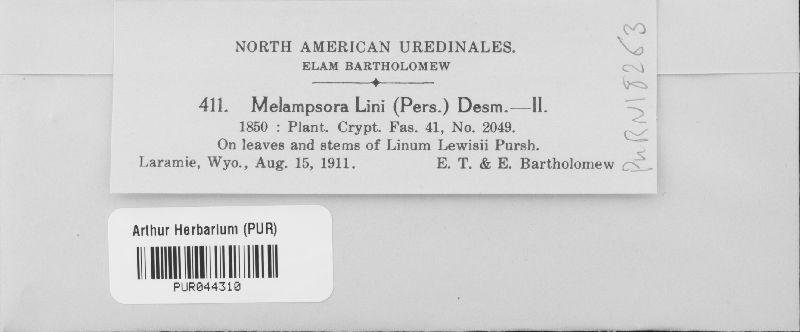 NORTH AMERICAN UREDINALES.
ELAM BARTHOLOMEW
411. Melampsora Lini (Pers.) Desm.—II.
1850 : Plant. Crypt. Fas. 41, No. 2049.
On leaves and stems of Linum Lewisii Pursh.
Laramie, Wyo., Aug. 15, 1911. E. T. & E. Bartholomew
PURN18263
Arthur Herbarium (PUR)
PUR044310